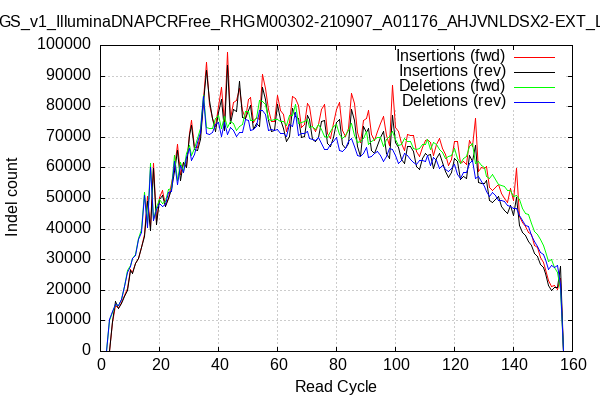 GS_v1_IlluminaDNAPCRFree_RHGM00302-210907_A01176_AHJVNLDSX2-EXT_L
Insertions (fwd)
Insertions (rev)
Deletions (fwd)
Deletions (rev)
100000
90000
80000
70000
60000
50000
40000
30000
20000
10000
0
Indel count
0 20 40 60 80 100 120 140 160
Read Cycle